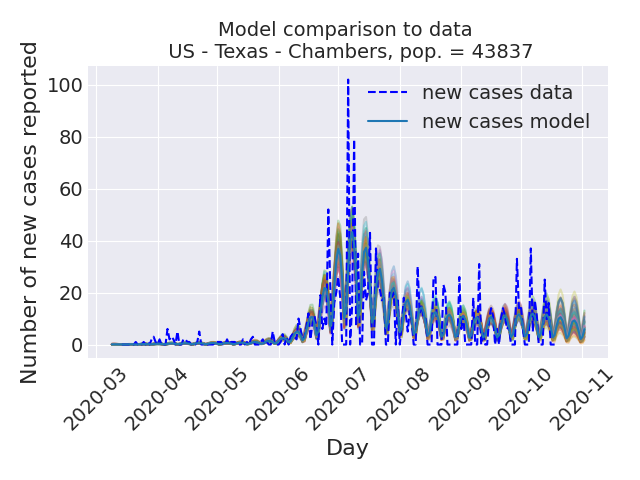 Model comparison to data
US - Texas - Chambers, pop. = 43837
Number of new cases reported
100
80
60
40
20
0
new cases data
new cases model
2020-03
2020-04
2020-05
2020-06
2020-07
2020-08
2020-09
2020-10
2020-11
Day